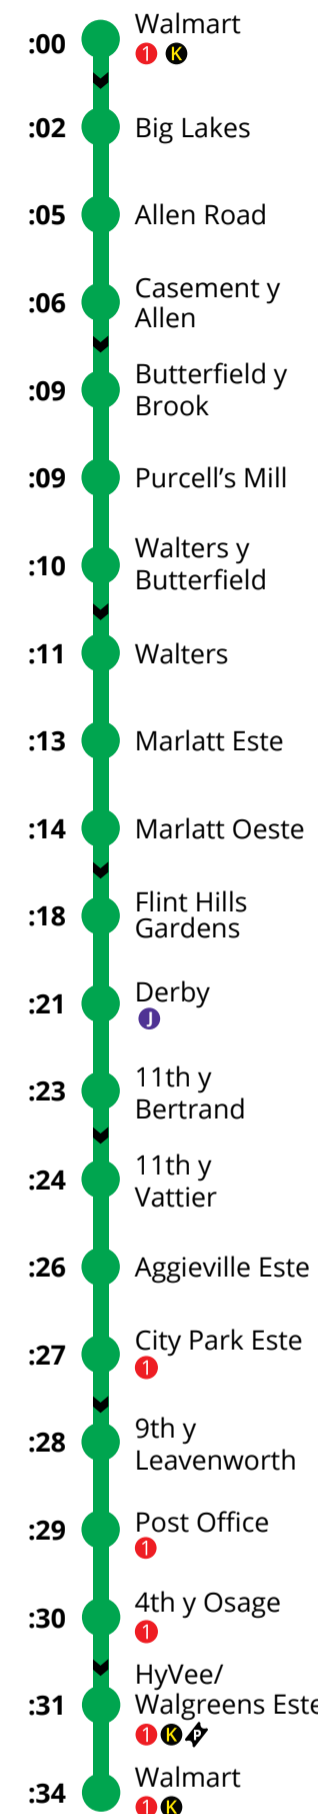 :00 Walmart
1 K
:02 Big Lakes
:05 Allen Road
:06 Casement y
Allen
:09 Butterfield y
Brook
:09 Purcell’s Mill
:10 Walters y
Butterfield
:11 Walters
:13 Marlatt Este
:14 Marlatt Oeste
:18 Flint Hills
Gardens
:21 Derby
J
:23 11th y
Bertrand
:24 11th y
Vattier
:26 Aggieville Este
:27 City Park Este
1
:28 9th y
Leavenworth
:29 Post Office
1
:30 4th y Osage
1
:31 HyVee/
Walgreens Este
1 K P
:34 Walmart
1 K